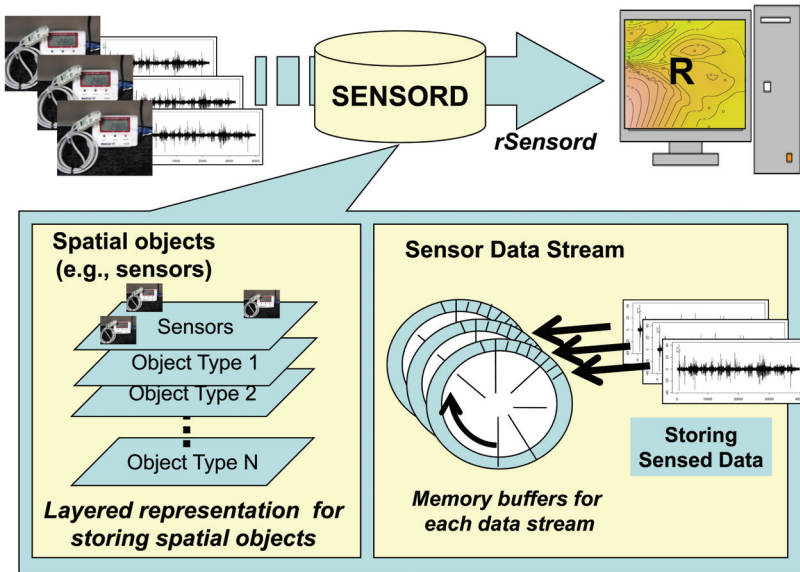 SENSORD
R
rSensord
Spatial objects
(e.g., sensors)
Sensors
Object Type 1
Object Type 2
Object Type N
Layered representation for
storing spatial objects
Sensor Data Stream
Storing
Sensed Data
Memory buffers for
each data stream